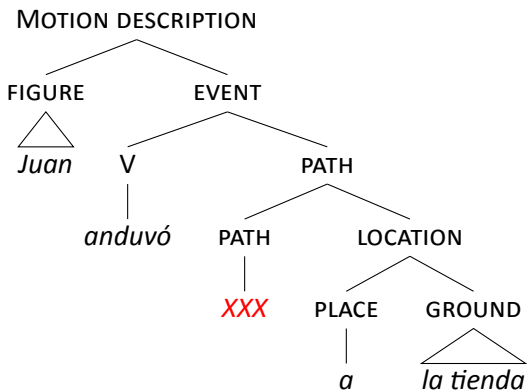 MOTION DESCRIPTION
FIGURE EVENT
Juan V PATH
anduvó PATH LOCATION
XXX PLACE GROUND
a la tienda